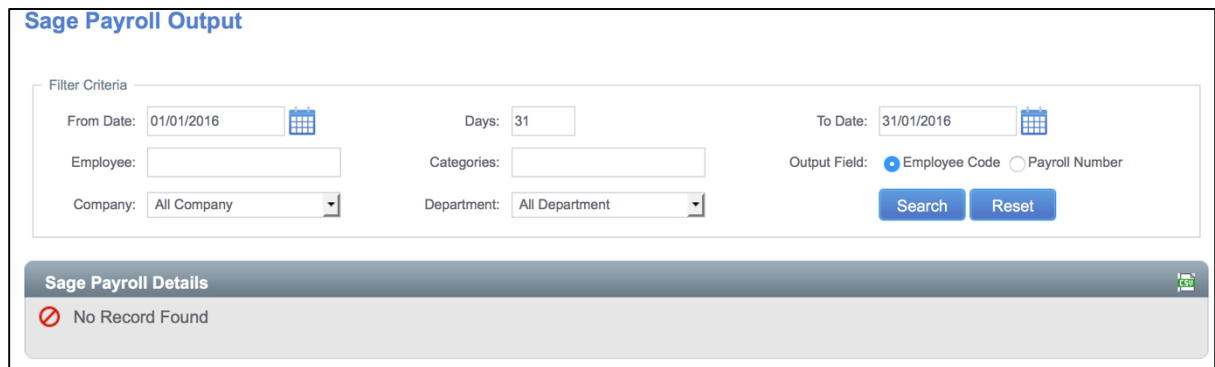 Sage Payroll Output
Filter Criteria
From Date: 01/01/2016 Days: 31 To Date: 31/01/2016
Employee: Categories: Output Field: Employee Code Payroll Number
Company: All Company Department: All Department Search Reset
Sage Payroll Details CSV
No Record Found